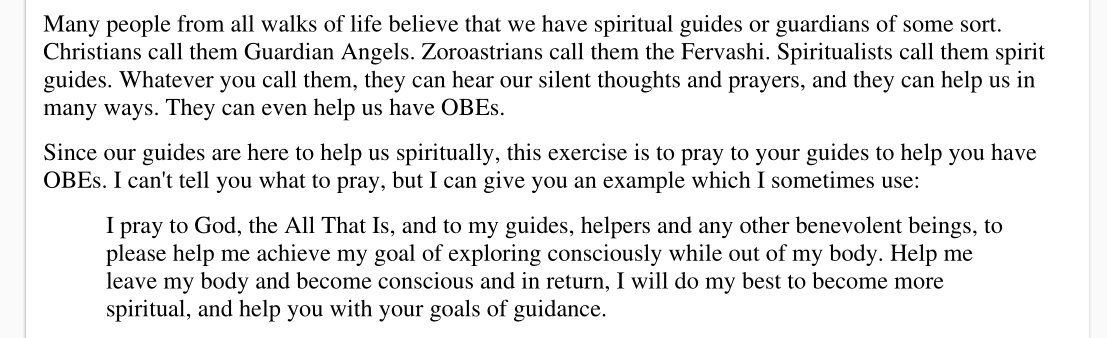 Many people from all walks of life believe that we have spiritual guides or guardians of some sort.
Christians call them Guardian Angels. Zoroastrians call them the Fervashi. Spiritualists call them spirit
guides. Whatever you call them, they can hear our silent thoughts and prayers, and they can help us in
many ways. They can even help us have OBEs.
Since our guides are here to help us spiritually, this exercise is to pray to your guides to help you have
OBEs. I can't tell you what to pray, but I can give you an example which I sometimes use:
I pray to God, the All That Is, and to my guides, helpers and any other benevolent beings, to
please help me achieve my goal of exploring consciously while out of my body. Help me
leave my body and become conscious and in return, I will do my best to become more
spiritual, and help you with your goals of guidance.